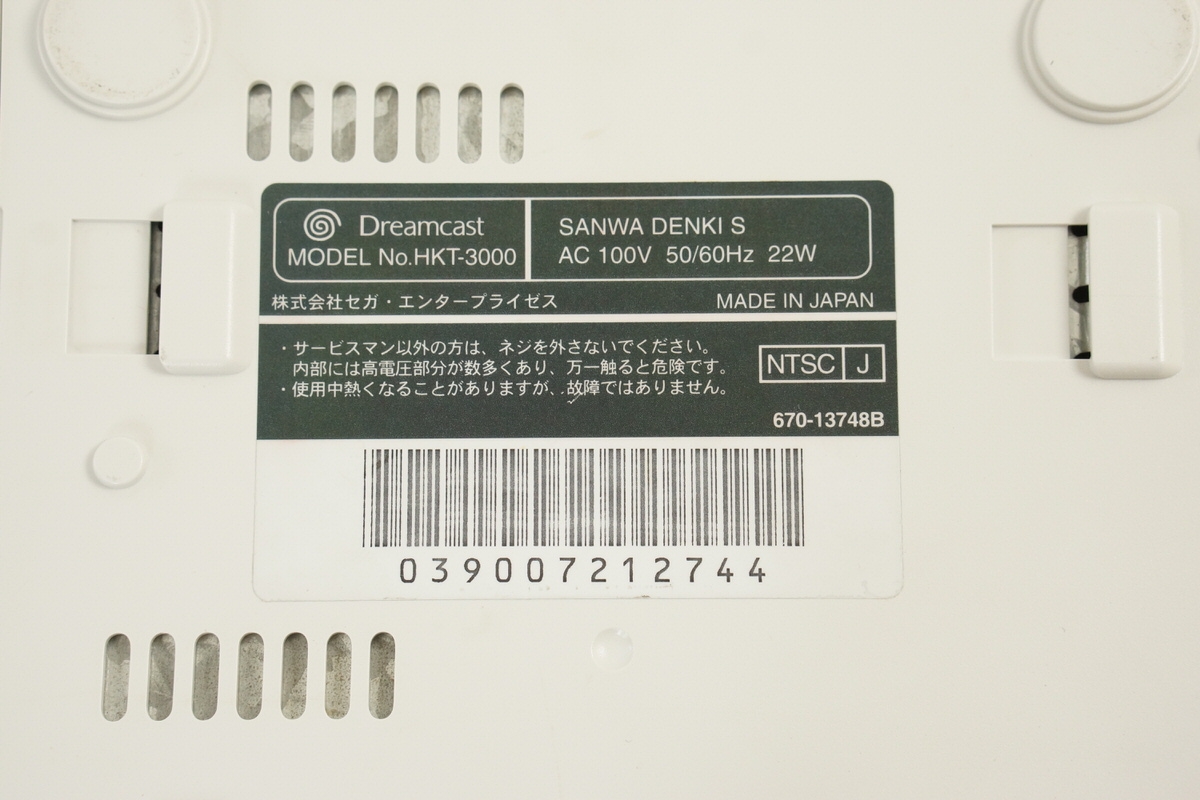 Dreamcast
MODEL No.HKT-3000
SANWA DENKI S
AC 100V 50/60Hz 22W
株式会社セガ・エンタープライゼス
MADE IN JAPAN
・サービスマン以外の方は、ネジを外さないでください。
内部には高電圧部分が数多くあり、万一触ると危険です。
・使用中熱くなることがありますが、故障ではありません。
NTSC J
670-13748B
039007212744